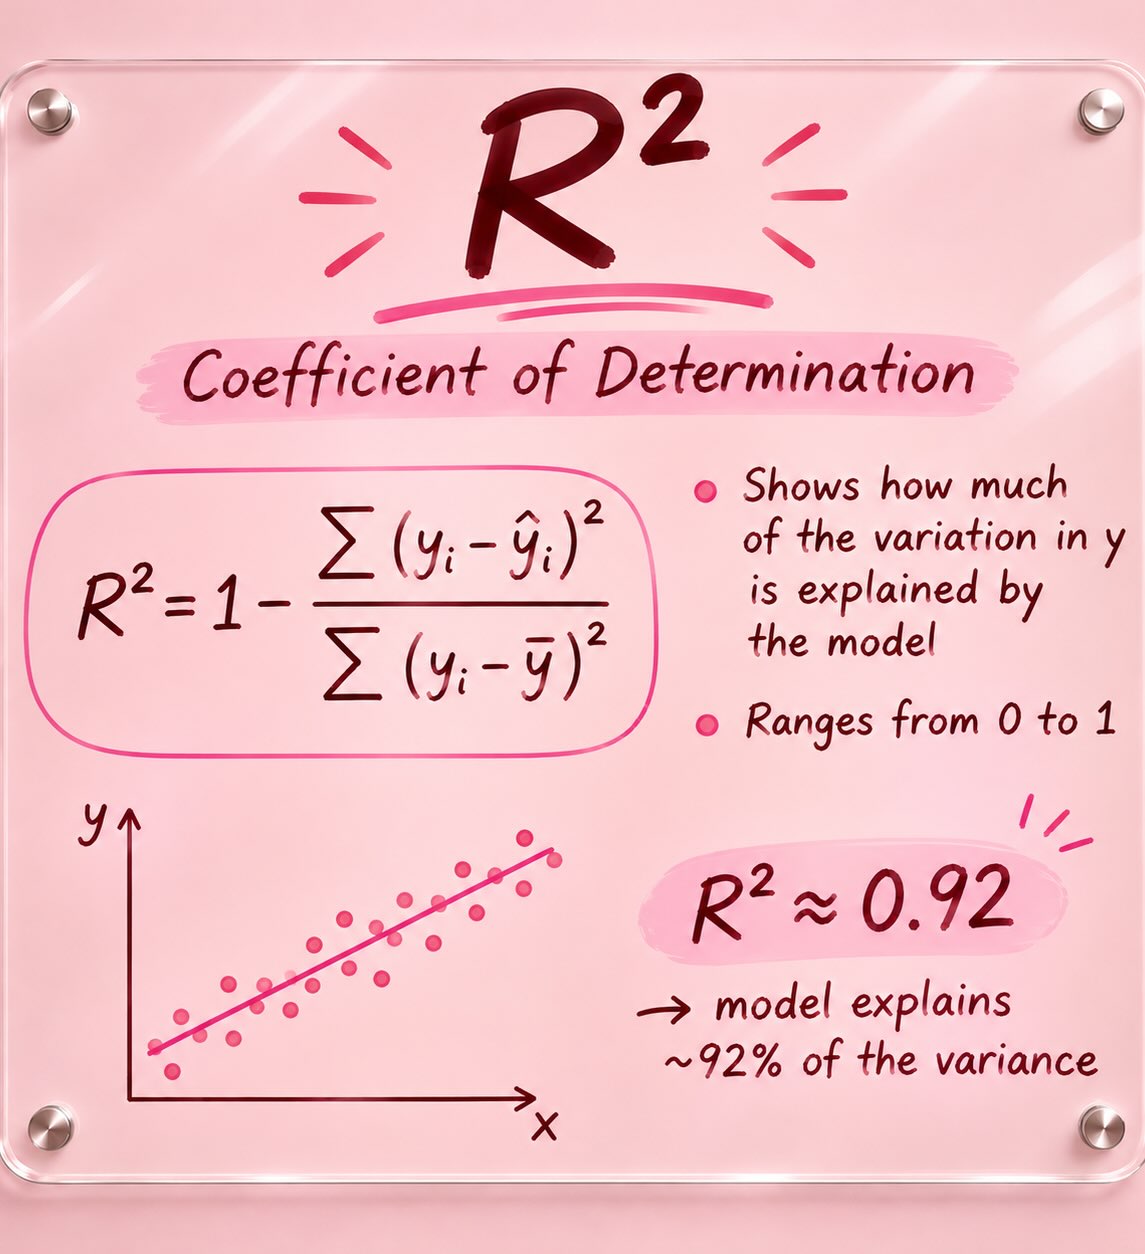 R²
Coefficient of Determination
R² = 1 - ∑ (yᵢ - ŷᵢ)² / ∑ (yᵢ - ȳ)²
• Shows how much
of the variation in y
is explained by
the model
• Ranges from 0 to 1
y
x
R² ≈ 0.92
→ model explains
~92% of the variance